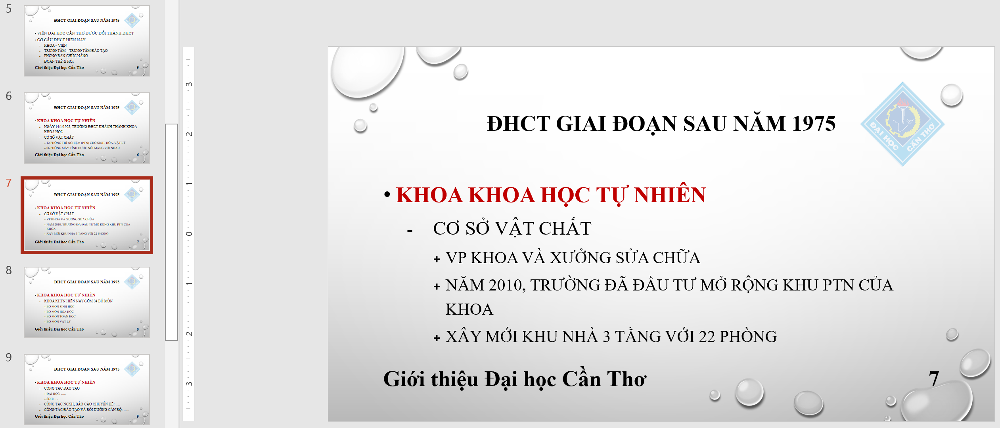 5
ĐHCT GIAI ĐOẠN SAU NĂM 1975
• VIỆN ĐẠI HỌC CẦN THƠ ĐƯỢC ĐỔI THÀNH ĐHCT
• CƠ CẤU ĐHCT HIỆN NAY
- KHOA – VIỆN
- TRUNG TÂM – TRUNG TÂM ĐÀO TẠO
- PHÒNG BAN CHỨC NĂNG
- ĐOÀN THỂ & HỘI
Giới thiệu Đại học Cần Thơ 5
6
ĐHCT GIAI ĐOẠN SAU NĂM 1975
• KHOA KHOA HỌC TỰ NHIÊN
- NGÀY 14/1/1998, TRƯỜNG ĐHCT KHÁNH THÀNH KHOA
KHOA HỌC
- CƠ SỞ VẬT CHẤT
+ 12 PHÒNG THÍ NGHIỆM (PTN) CHO SINH, HÓA, VẬT LÝ
+ 06 PHÒNG MÁY TÍNH ĐƯỢC NỐI MẠNG VỚI NHAU
Giới thiệu Đại học Cần Thơ 6
7
ĐHCT GIAI ĐOẠN SAU NĂM 1975
• KHOA KHOA HỌC TỰ NHIÊN
- CƠ SỞ VẬT CHẤT
+ VP KHOA VÀ XƯỞNG SỬA CHỮA
+ NĂM 2010, TRƯỜNG ĐÃ ĐẦU TƯ MỞ RỘNG KHU PTN CỦA
KHOA
+ XÂY MỚI KHU NHÀ 3 TẦNG VỚI 22 PHÒNG
Giới thiệu Đại học Cần Thơ 7
8
ĐHCT GIAI ĐOẠN SAU NĂM 1975
• KHOA KHOA HỌC TỰ NHIÊN
- KHOA KHTN HIỆN NAY GỒM 04 BỘ MÔN
+ BỘ MÔN SINH HỌC
+ BỘ MÔN HÓA HỌC
+ BỘ MÔN TOÁN HỌC
+ BỘ MÔN VẬT LÝ
Giới thiệu Đại học Cần Thơ 8
9
ĐHCT GIAI ĐOẠN SAU NĂM 1975
• KHOA KHOA HỌC TỰ NHIÊN
- CÔNG TÁC ĐÀO TẠO
+ ĐẠI HỌC: .....
+ SĐH: ....
- CÔNG TÁC NCKH, BÁO CÁO CHUYÊN ĐỀ: ....
- CÔNG TÁC ĐÀO TẠO VÀ BỒI DƯỠNG CÁN BỘ: .....
Giới thiệu Đại học Cần Thơ 9
3
2
1
0
1
2
3
ĐHCT GIAI ĐOẠN SAU NĂM 1975
ĐẠI HỌC CẦN THƠ
• KHOA KHOA HỌC TỰ NHIÊN
- CƠ SỞ VẬT CHẤT
+ VP KHOA VÀ XƯỞNG SỬA CHỮA
+ NĂM 2010, TRƯỜNG ĐÃ ĐẦU TƯ MỞ RỘNG KHU PTN CỦA
KHOA
+ XÂY MỚI KHU NHÀ 3 TẦNG VỚI 22 PHÒNG
Giới thiệu Đại học Cần Thơ 7